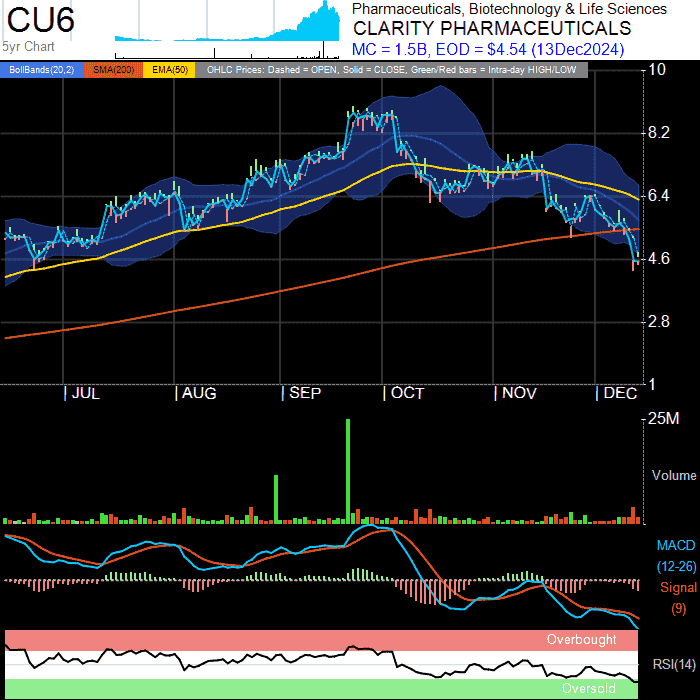 CU6
5yr Chart
Pharmaceuticals, Biotechnology & Life Sciences
CLARITY PHARMACEUTICALS
MC = 1.5B, EOD = $4.54 (13Dec2024)
BollBands(20,2) SMA(200) EMA(50) OHLC Prices: Dashed = OPEN, Solid = CLOSE, Green/Red bars = Intra-day HIGH/LOW
10
8.2
6.4
4.6
2.8
1
JUL AUG SEP OCT NOV DEC
25M
Volume
MACD
(12-26)
Signal
(9)
Overbought
RSI(14)
Oversold